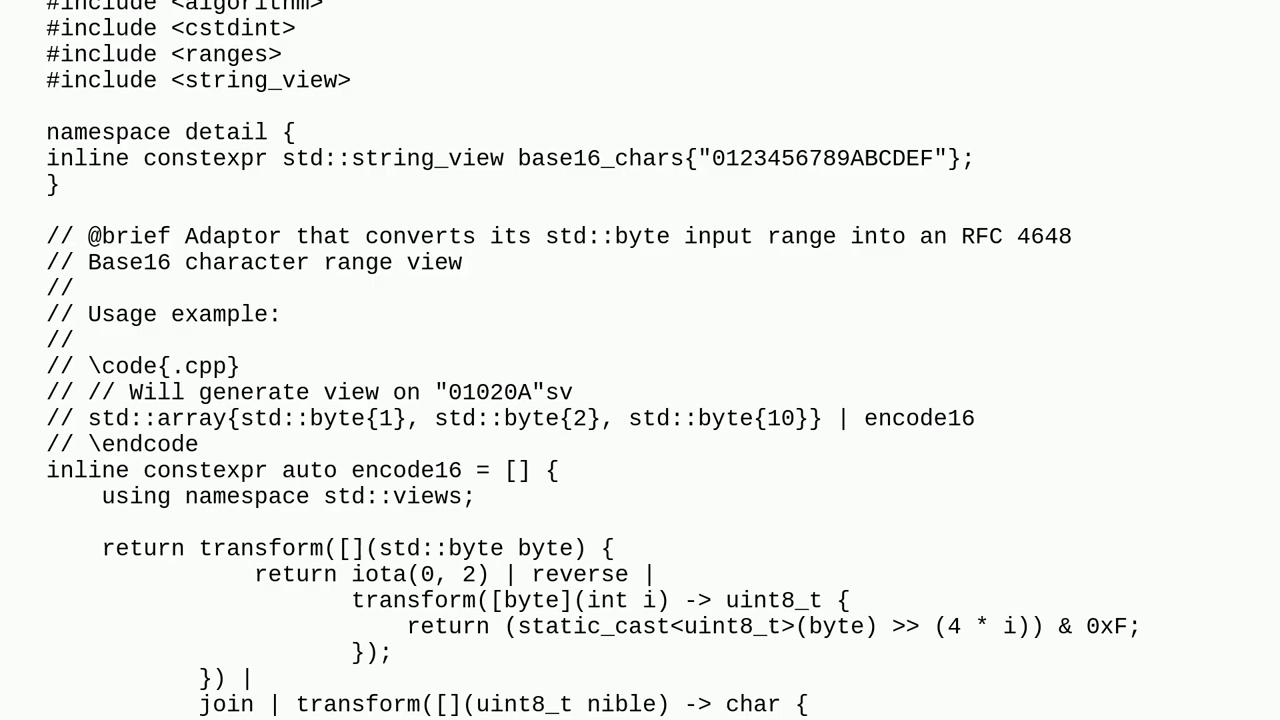 #include <algorithm>
#include <cstdint>
#include <ranges>
#include <string_view>

namespace detail {
inline constexpr std::string_view base16_chars{"0123456789ABCDEF"};
}

// @brief Adaptor that converts its std::byte input range into an RFC 4648
// Base16 character range view
//
// Usage example:
//
// \code{.cpp}
// // Will generate view on "01020A"sv
// std::array{std::byte{1}, std::byte{2}, std::byte{10}} | encode16
// \endcode
inline constexpr auto encode16 = [] {
    using namespace std::views;

    return transform([](std::byte byte) {
               return iota(0, 2) | reverse |
                      transform([byte](int i) -> uint8_t {
                          return (static_cast<uint8_t>(byte) >> (4 * i)) & 0xF;
                      });
           }) |
           join | transform([](uint8_t nible) -> char {